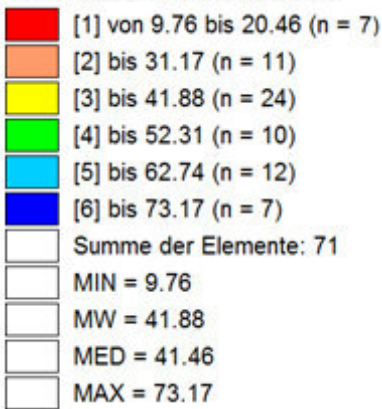 [1] von 9.76 bis 20.46 (n = 7)
[2] bis 31.17 (n = 11)
[3] bis 41.88 (n = 24)
[4] bis 52.31 (n = 10)
[5] bis 62.74 (n = 12)
[6] bis 73.17 (n = 7)
Summe der Elemente: 71
MIN = 9.76
MW = 41.88
MED = 41.46
MAX = 73.17